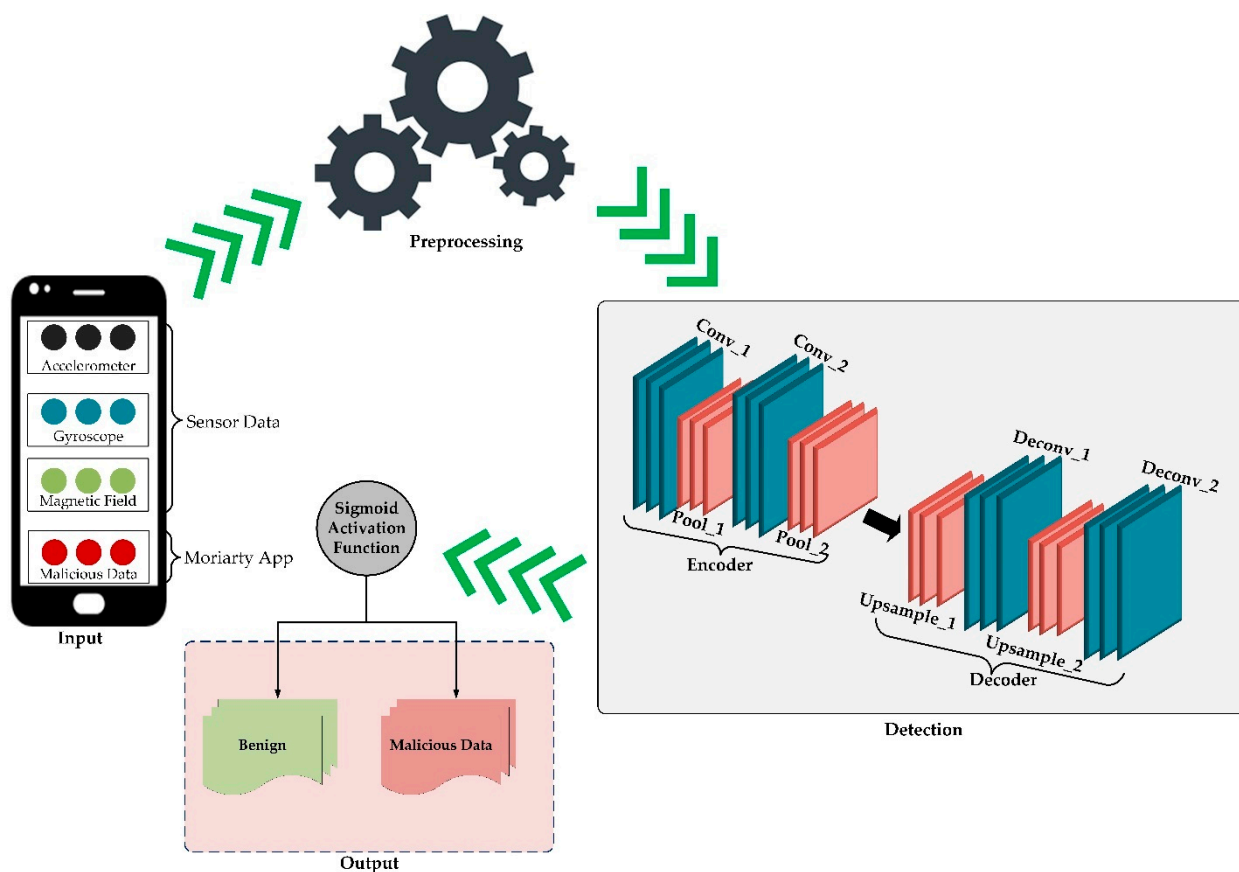 Preprocessing
Accelerometer
Gyroscope
Magnetic Field
Malicious Data
Sensor Data
Moriarty App
Input
Conv_1
Conv_2
Pool_1
Pool_2
Encoder
Deconv_1
Deconv_2
Upsample_1
Upsample_2
Decoder
Detection
Sigmoid
Activation
Function
Benign
Malicious Data
Output